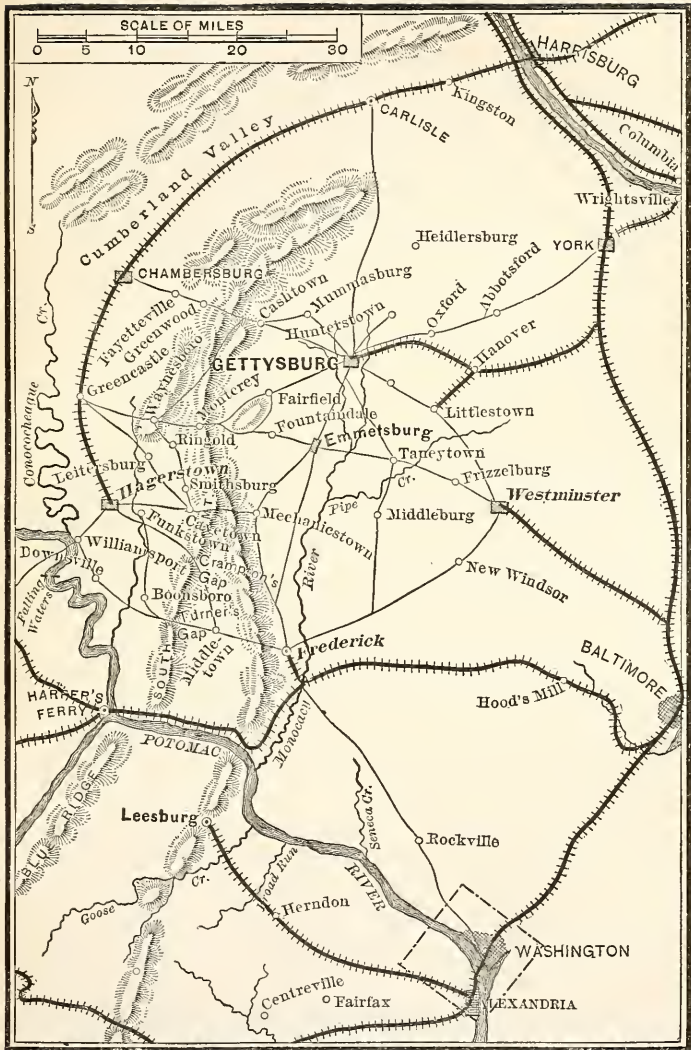 SCALE OF MILES
0 5 10 20 30
N
S
HARRISBURG
Kingston
CARLISLE
Columbia
Wrightsville
Cumberland Valley
Heidlersburg
YORK
CHAMBERSBURG
Cashtown
Mummasburg
Abbotsford
Fayetteville
Greenwood
Hunterstown
Oxford
Cr.
Conococheague
Greencastle
Waynesboro
GETTYSBURG
Hanover
Monterey
Fairfield
Littlestown
Fountaindale
Ringold
Emmetsburg
Taneytown
Leitersburg
Cr.
Frizzelburg
Hagerstown
Smithsburg
Westminster
Pipe
MT
Funkstown
Cavetown
Mechanicstown
Middleburg
Williamsport
Downsville
Crampton's
Gap
River
New Windsor
Falling
Waters
Boonsboro
Turner's
Gap
Middle-
town
SOUTH
Frederick
BALTIMORE
Hood's Mill
HARPER'S
FERRY
Monocacy
POTOMAC
BLUE RIDGE
Seneca Cr.
Leesburg
Rockville
Cr.
Goose
RIVER
Herndon
WASHINGTON
Centreville
Fairfax